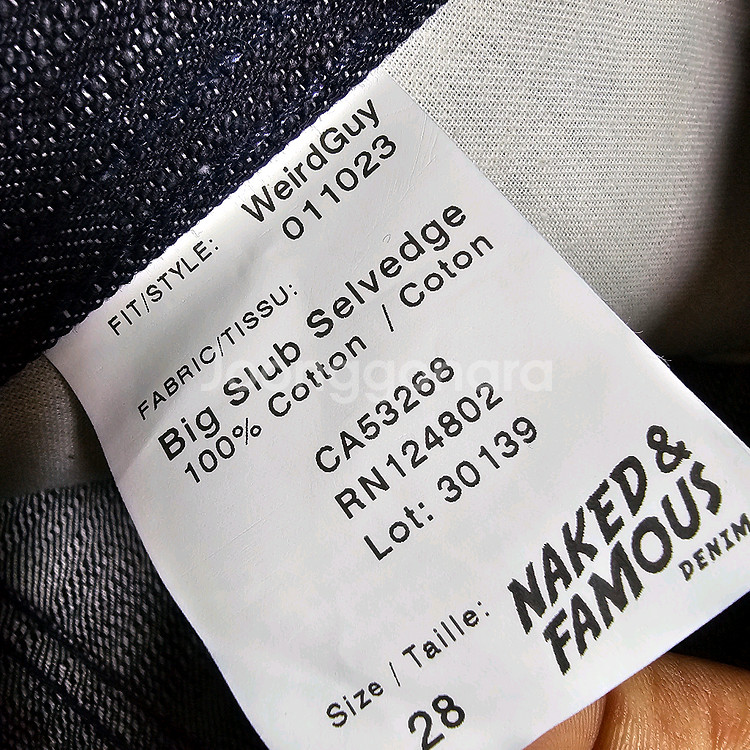 FIT/STYLE: WeirdGuy
011023
FABRIC/TISSU:
Big Slub Selvedge
100% Cotton / Coton
CA53268
RN124802
Lot: 30139
Size / Taille:
28
NAKED &
FAMOUS
DENIM
Joonggonara